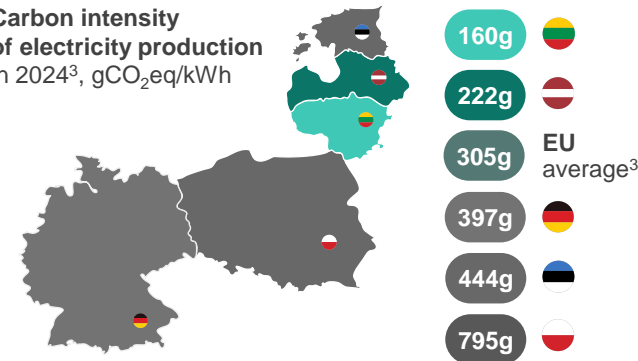 Carbon intensity
of electricity production
in 2024³, gCO₂eq/kWh
160g
222g
305g EU
average³
397g
444g
795g